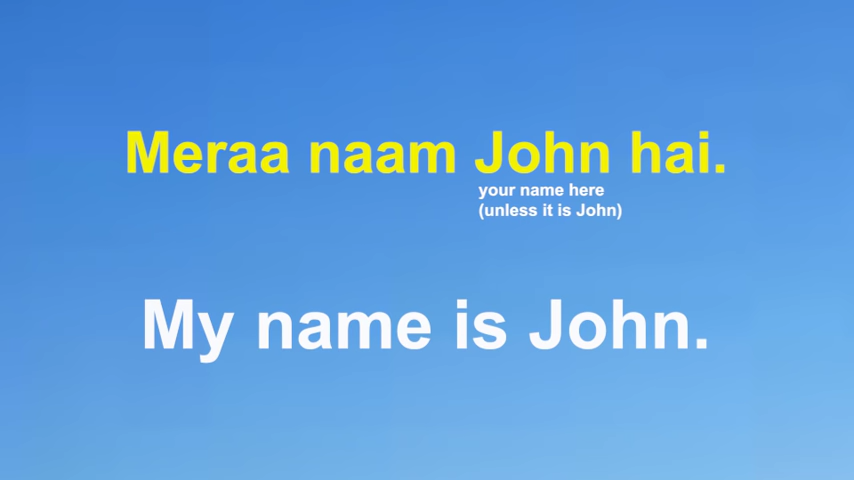 Meraa naam John hai.
your name here
(unless it is John)
My name is John.